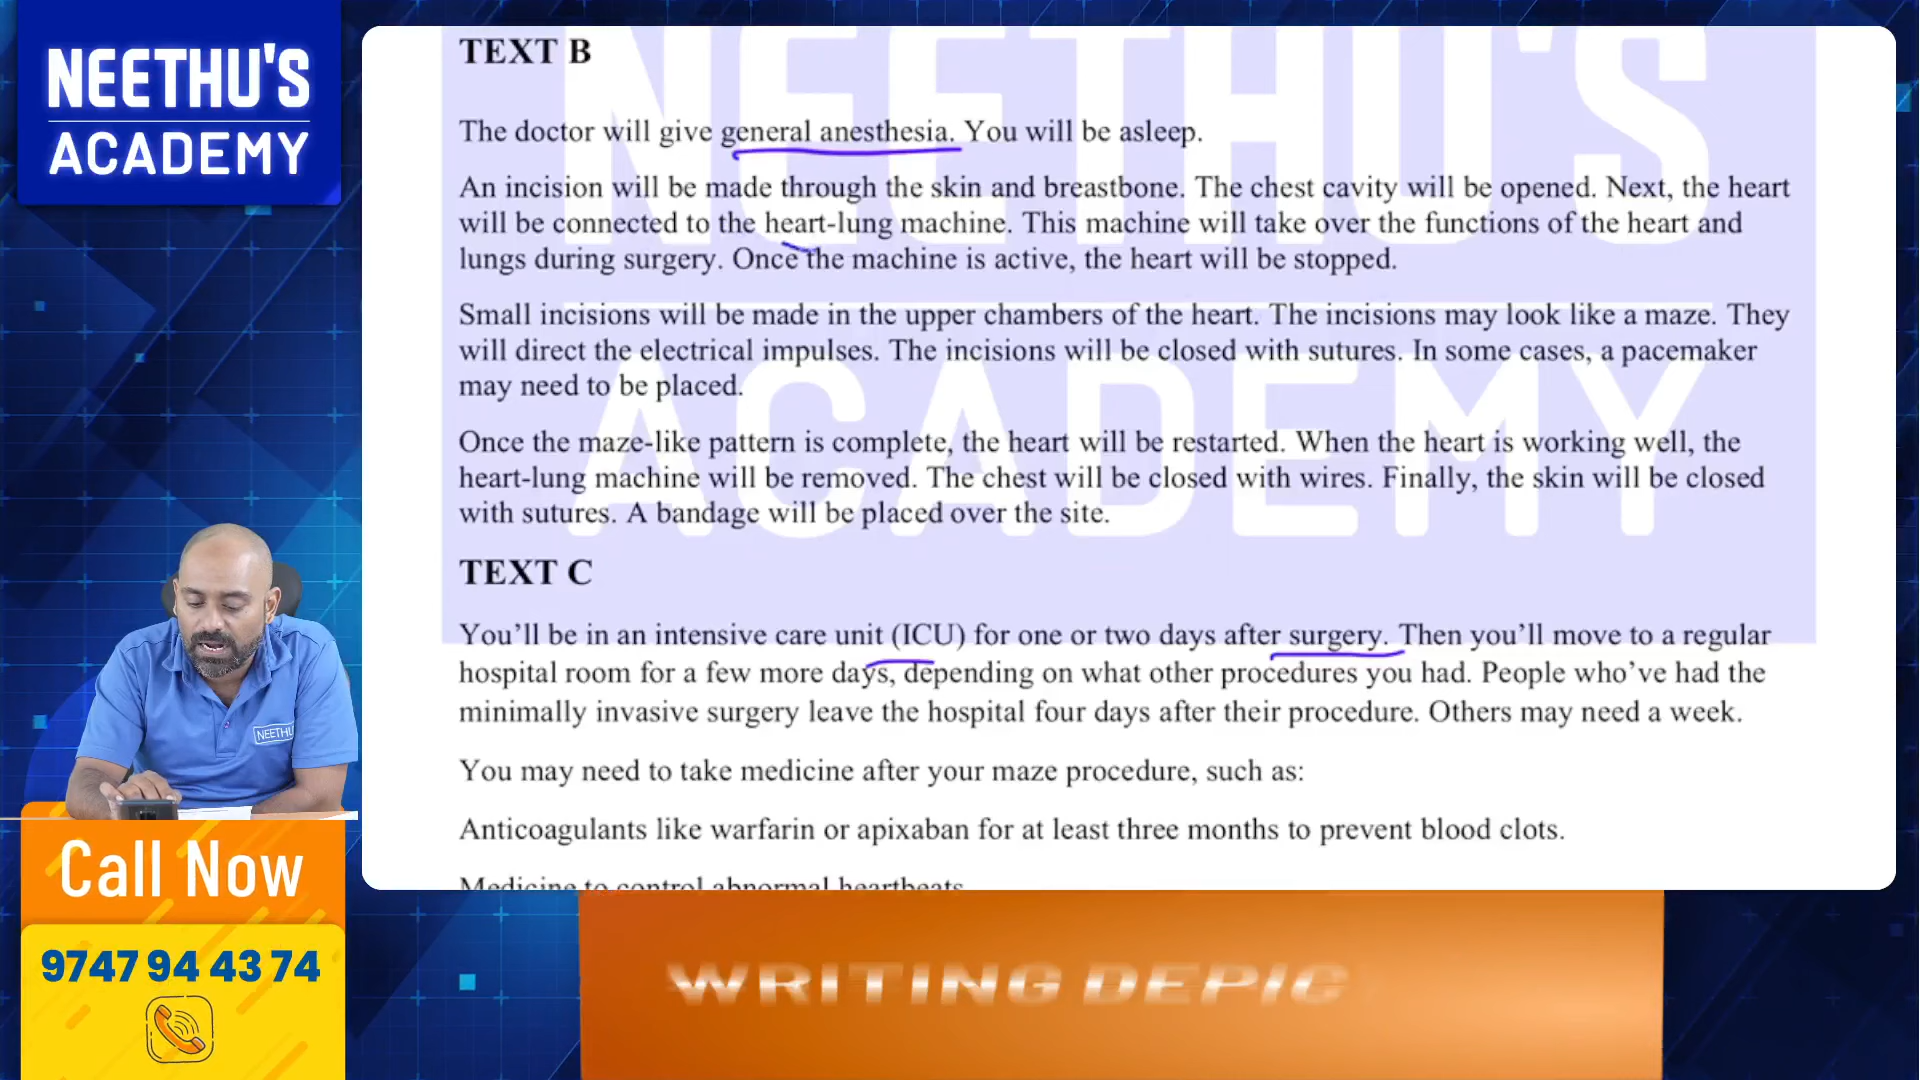 NEETHU'S
ACADEMY
TEXT B
The doctor will give general anesthesia. You will be asleep.
An incision will be made through the skin and breastbone. The chest cavity will be opened. Next, the heart
will be connected to the heart-lung machine. This machine will take over the functions of the heart and
lungs during surgery. Once the machine is active, the heart will be stopped.
Small incisions will be made in the upper chambers of the heart. The incisions may look like a maze. They
will direct the electrical impulses. The incisions will be closed with sutures. In some cases, a pacemaker
may need to be placed.
Once the maze-like pattern is complete, the heart will be restarted. When the heart is working well, the
heart-lung machine will be removed. The chest will be closed with wires. Finally, the skin will be closed
with sutures. A bandage will be placed over the site.
TEXT C
You’ll be in an intensive care unit (ICU) for one or two days after surgery. Then you’ll move to a regular
hospital room for a few more days, depending on what other procedures you had. People who’ve had the
minimally invasive surgery leave the hospital four days after their procedure. Others may need a week.
You may need to take medicine after your maze procedure, such as:
Anticoagulants like warfarin or apixaban for at least three months to prevent blood clots.
Medicine to control abnormal heartbeats
NEETHU'S
ACADEMY
NEETHU
Call Now
9747 94 43 74
WRITING DEPIC